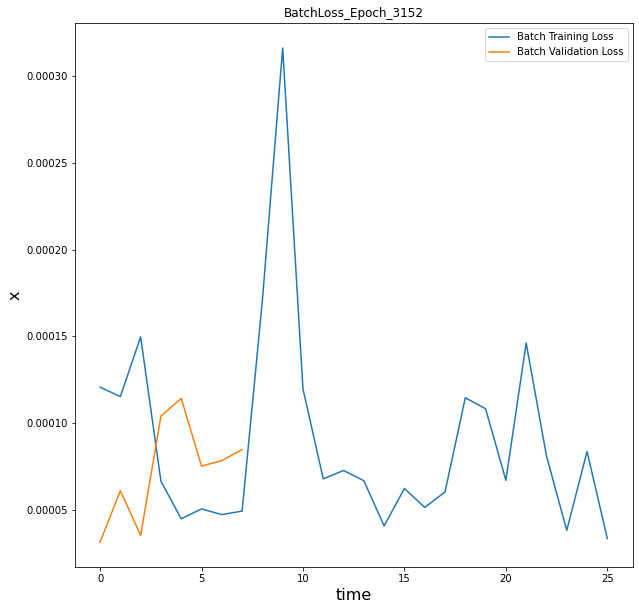 BatchLoss_Epoch_3152
Batch Training Loss
Batch Validation Loss
0.00030
0.00025
0.00020
0.00015
0.00010
0.00005
x
0 5 10 15 20 25
time